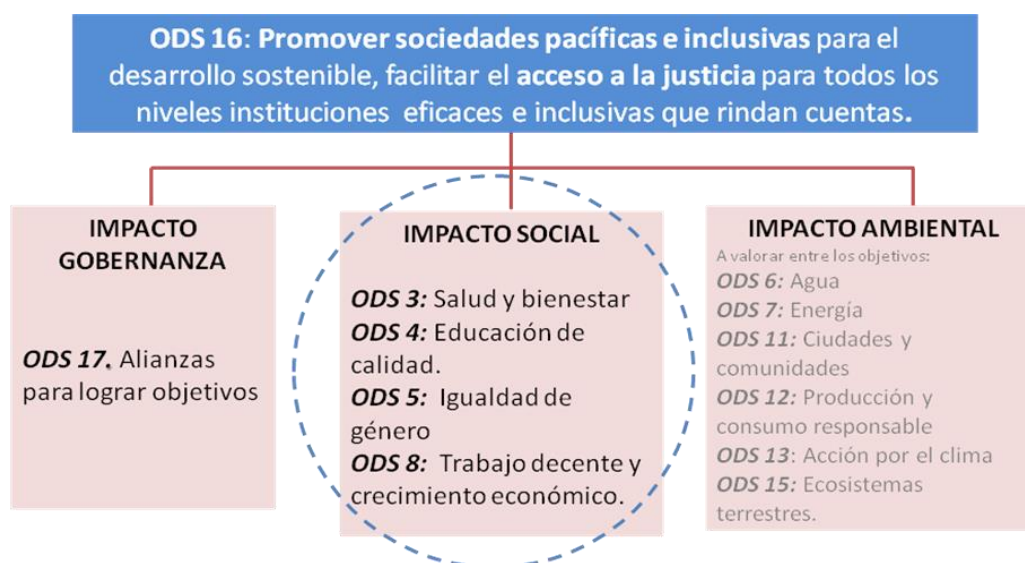 ODS 16: Promover sociedades pacíficas e inclusivas para el
desarrollo sostenible, facilitar el acceso a la justicia para todos los
niveles instituciones eficaces e inclusivas que rindan cuentas.
IMPACTO
GOBERNANZA
ODS 17. Alianzas
para lograr objetivos
IMPACTO SOCIAL
ODS 3: Salud y bienestar
ODS 4: Educación de
calidad.
ODS 5: Igualdad de
género
ODS 8: Trabajo decente y
crecimiento económico.
IMPACTO AMBIENTAL
A valorar entre los objetivos:
ODS 6: Agua
ODS 7: Energía
ODS 11: Ciudades y
comunidades
ODS 12: Producción y
consumo responsable
ODS 13: Acción por el clima
ODS 15: Ecosistemas
terrestres.